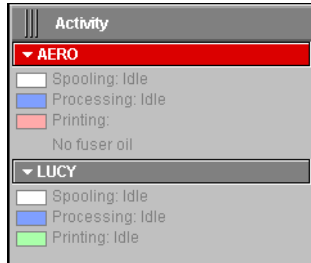 Activity
AERO
Spooling: Idle
Processing: Idle
Printing:
No fuser oil
LUCY
Spooling: Idle
Processing: Idle
Printing: Idle